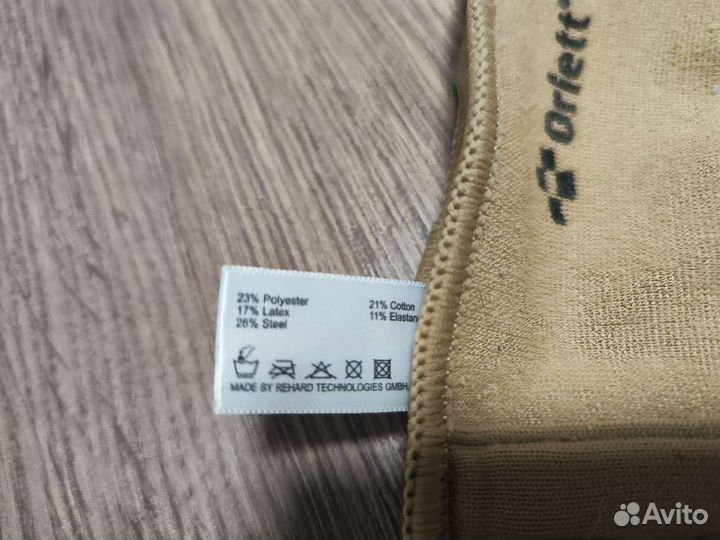 Orlett
23% Polyester 21% Cotton
17% Latex 11% Elastan
28% Steel
MADE BY REHARD TECHNOLOGIES GMBH.
Avito